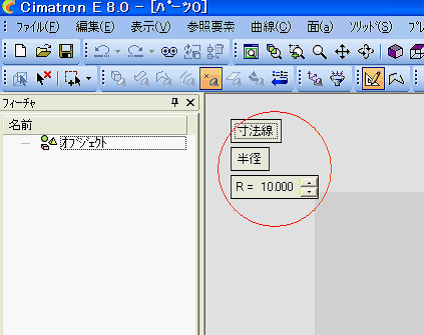 Cimatron E 8.0 - [ﾊﾟｰﾂ0]
ﾌｧｲﾙ(F) 編集(E) 表示(V) 参照要素 曲線(C) 面(a) ｿﾘｯﾄﾞ(S)
フィーチャ
名前
オブジェクト
寸法線
半径
R = 10.000